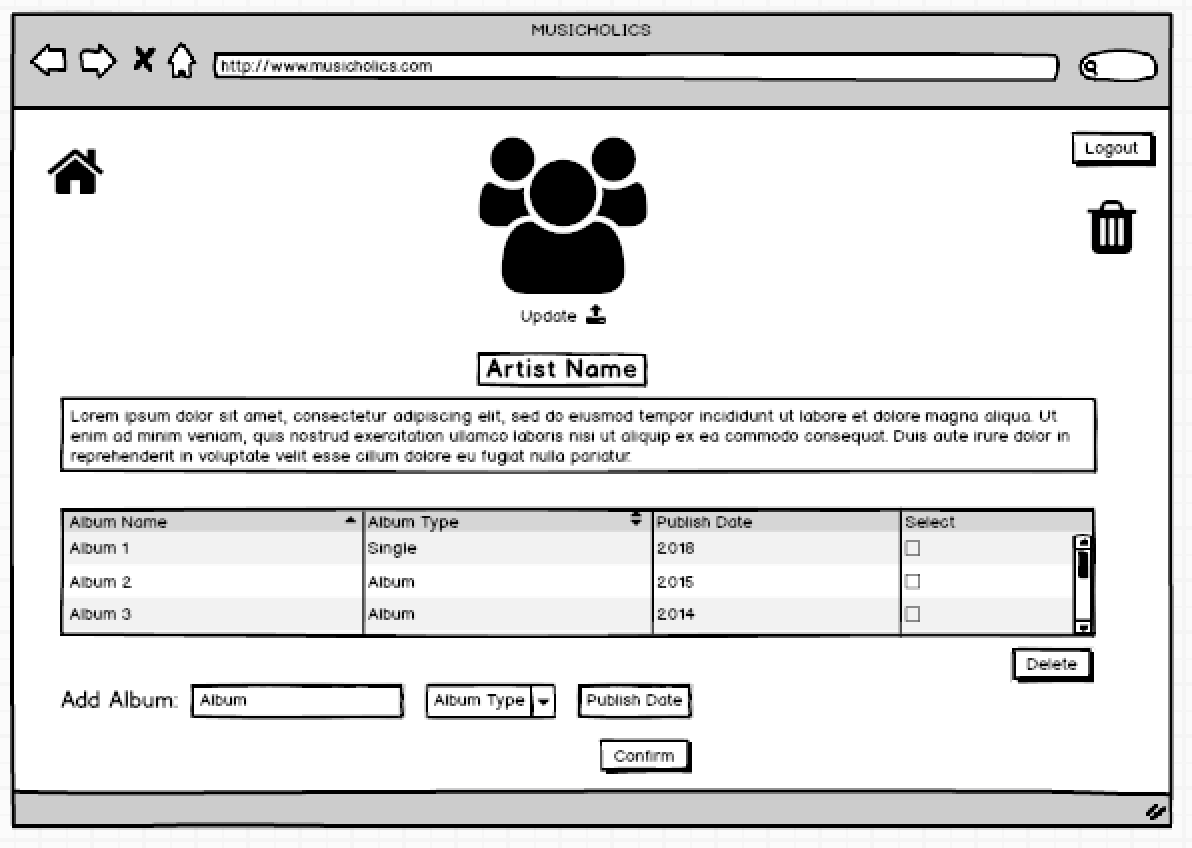 MUSICHOLICS
http://www.musicholics.com
Logout
Update
Artist Name
Lorem ipsum dolor sit amet, consectetur adipiscing elit, sed do eiusmod tempor incididunt ut labore et dolore magna aliqua. Ut
enim ad minim veniam, quis nostrud exercitation ullamco laboris nisi ut aliquip ex ea commodo consequat. Duis aute irure dolor in
reprehenderit in voluptate velit esse cillum dolore eu fugiat nulla pariatur.
Album Name Album Type Publish Date Select
Album 1 Single 2018
Album 2 Album 2015
Album 3 Album 2014
Delete
Add Album: Album Album Type Publish Date
Confirm